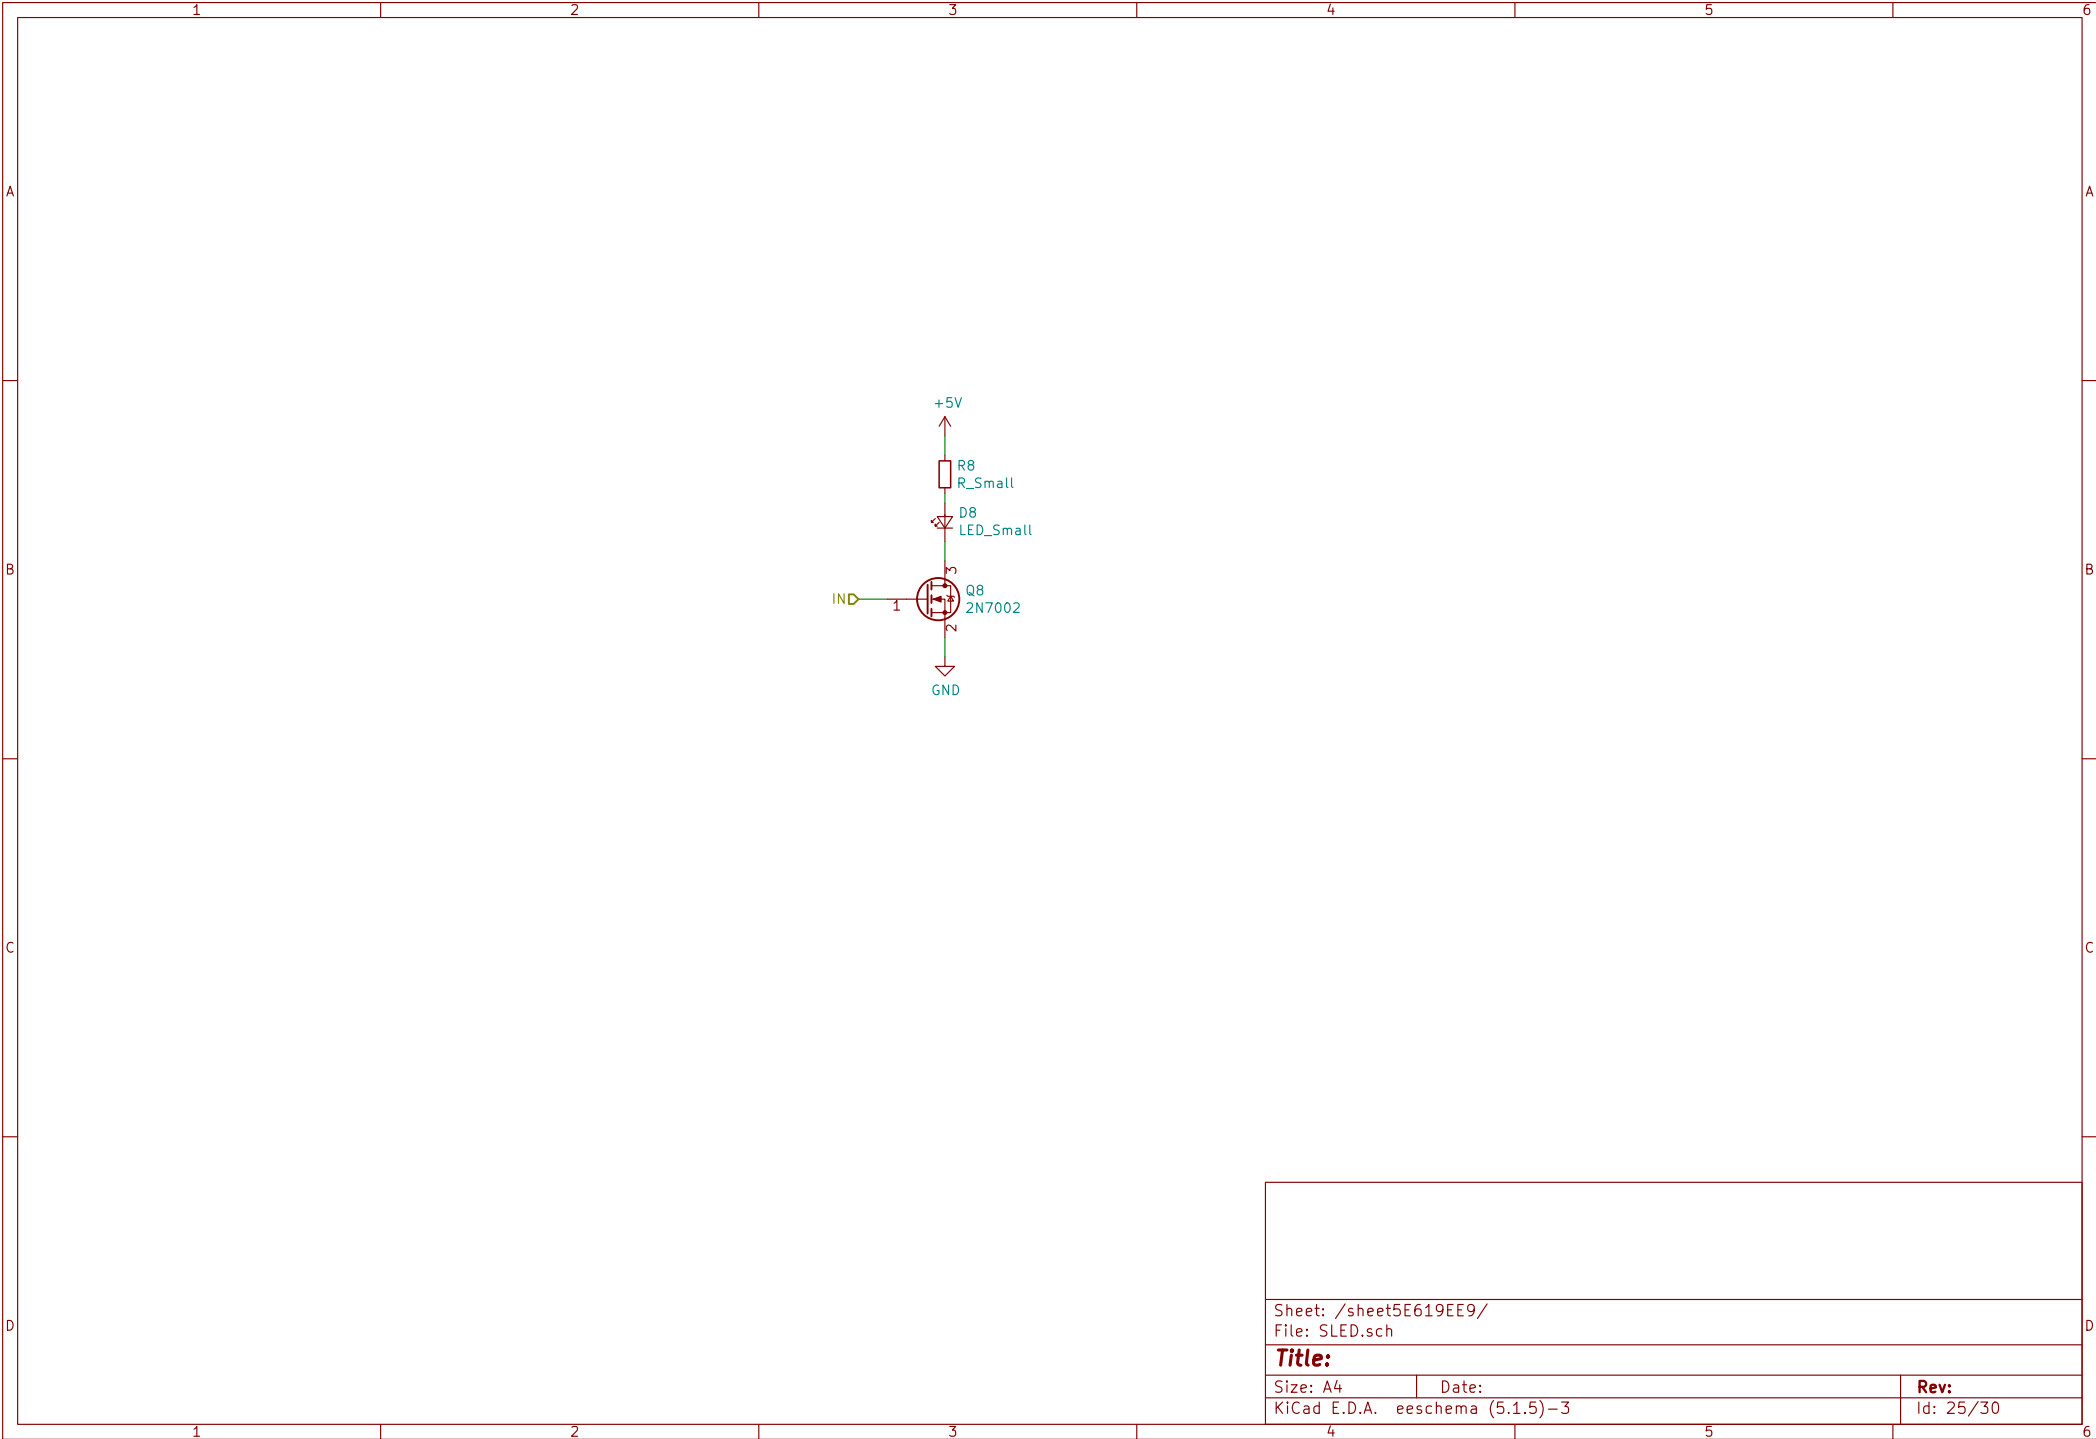 1 2 3 4 5 6
A A
+5V
R8
R_Small
D8
LED_Small
B B
3
IN
1
Q8
2N7002
2
GND
C C
Sheet: /sheet5E619EE9/
File: SLED.sch
D D
Title:
Size: A4 Date: Rev:
KiCad E.D.A. eeschema (5.1.5)-3 Id: 25/30
1 2 3 4 5 6